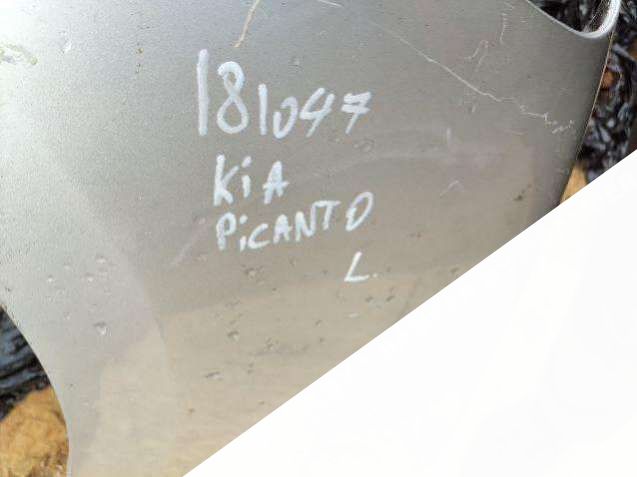 181047
KiA
PiCANTO
L.